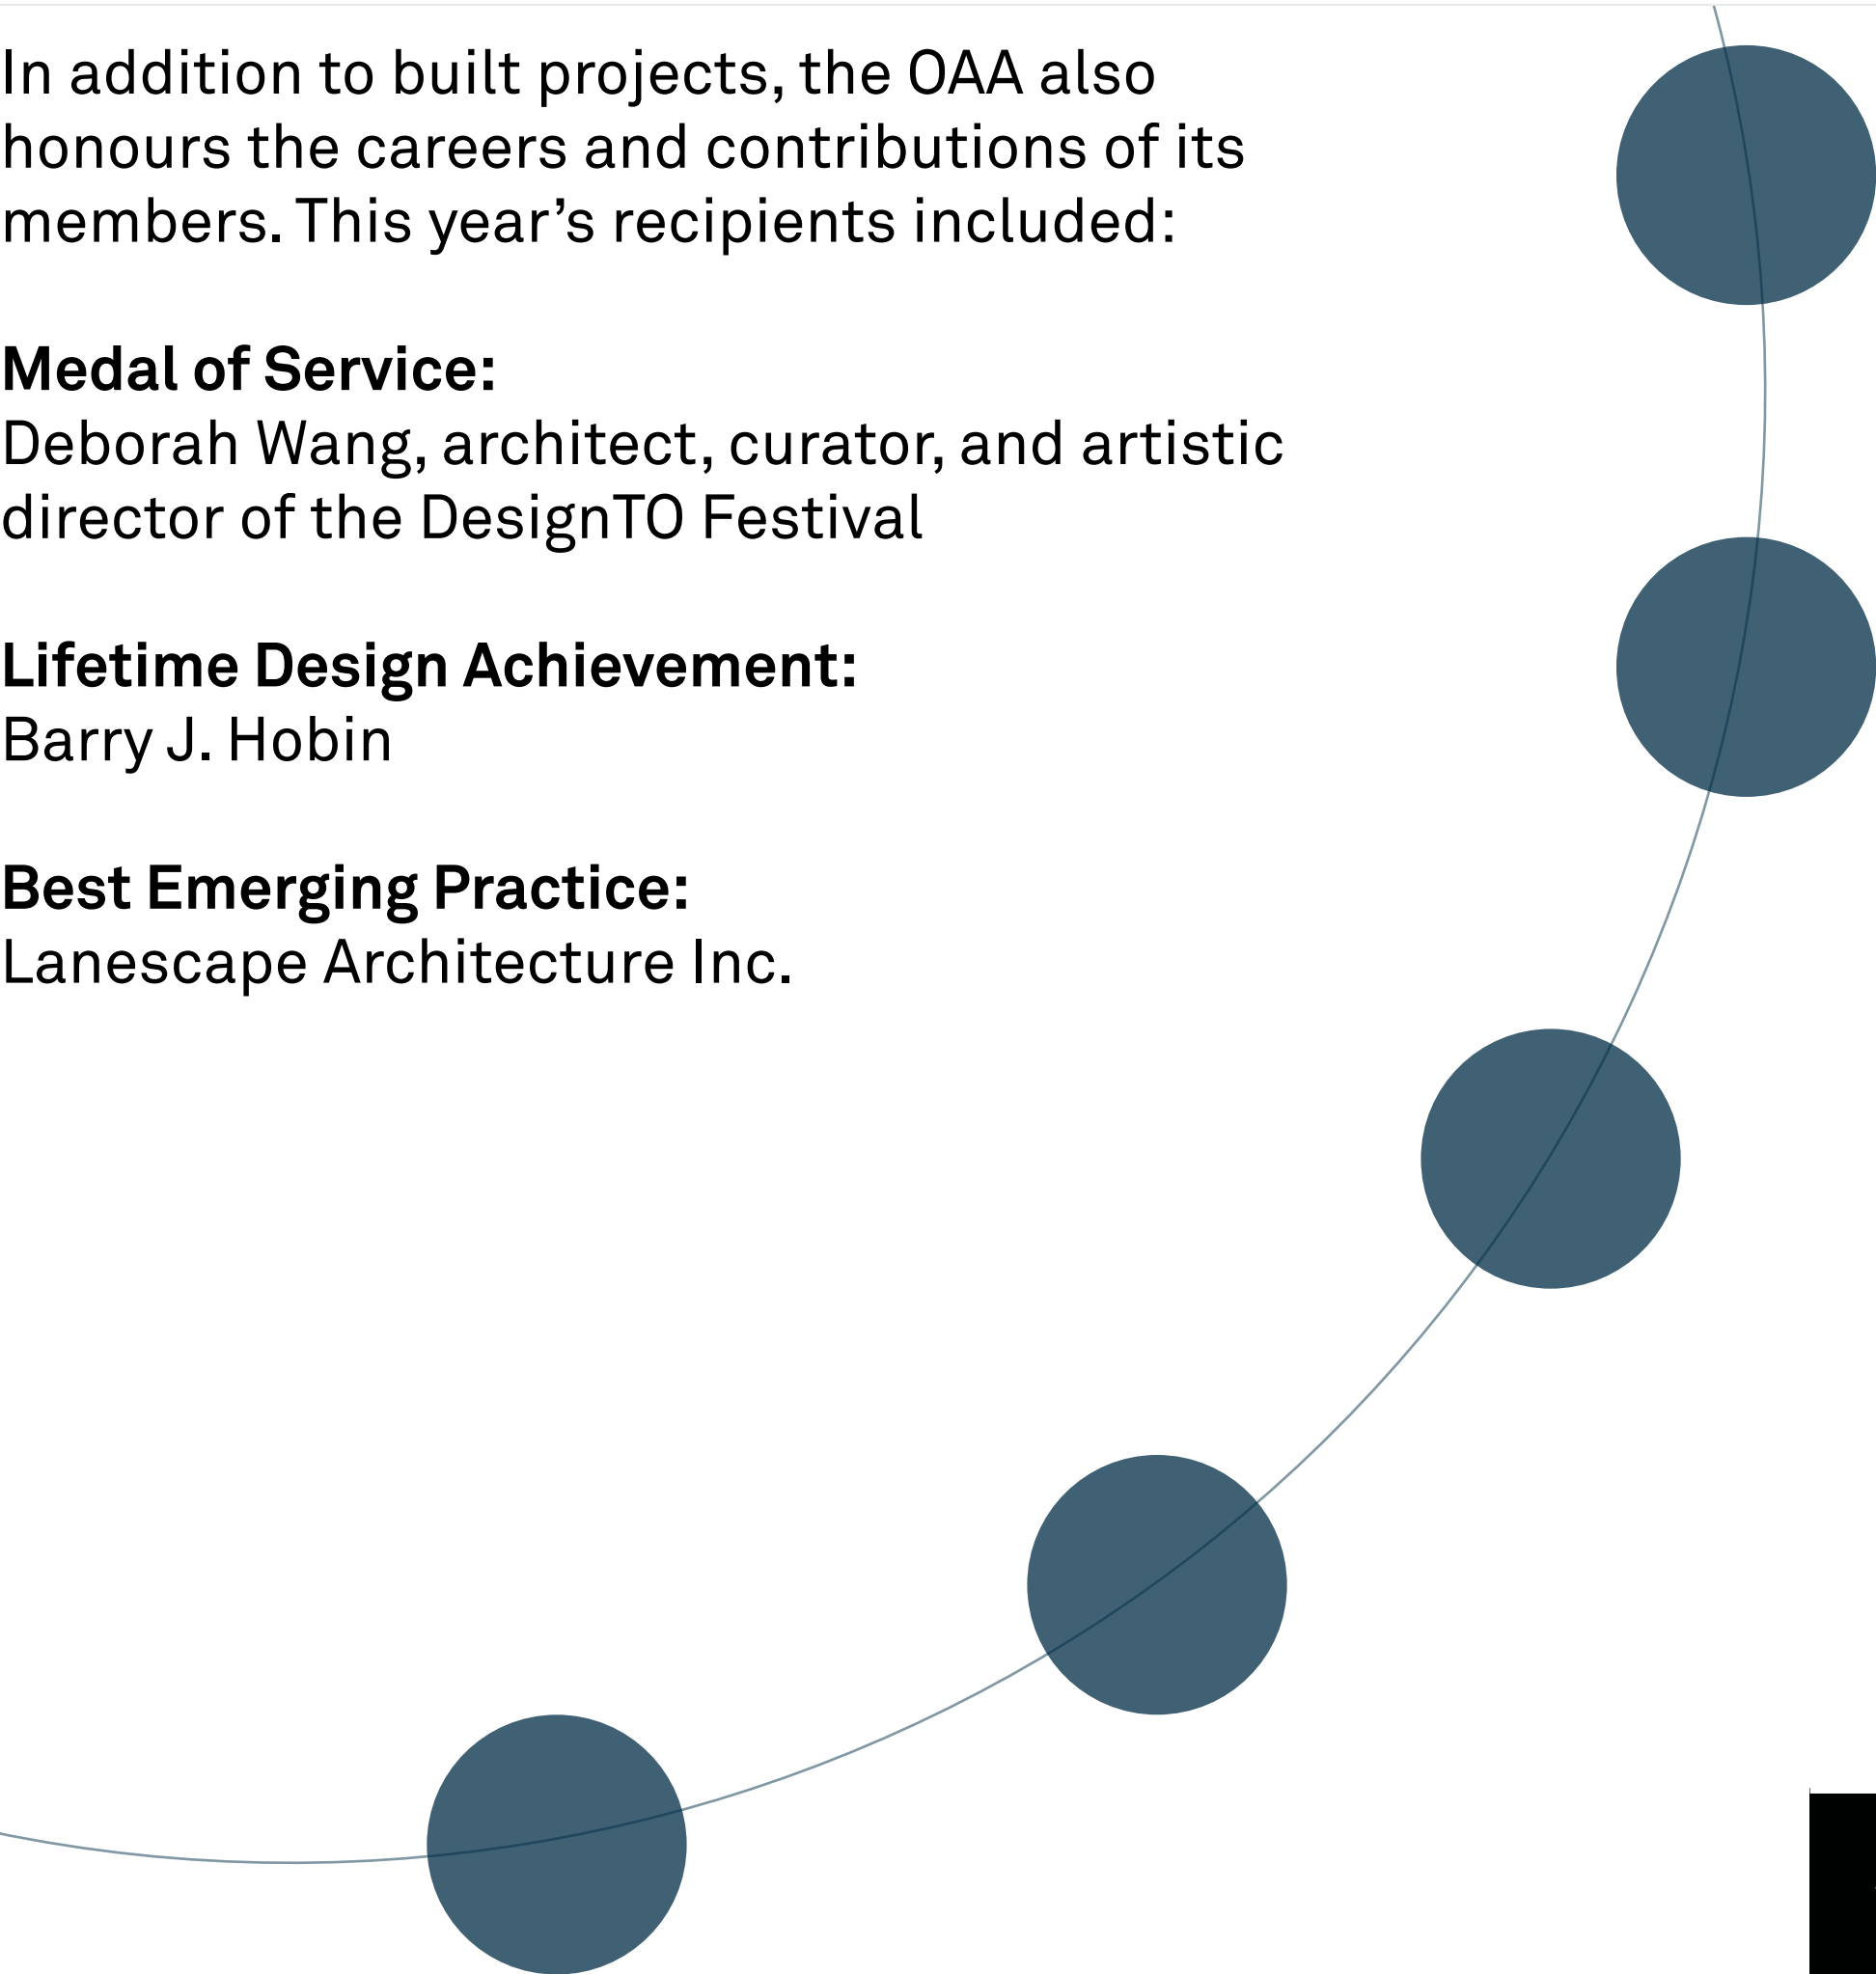 In addition to built projects, the OAA also
honours the careers and contributions of its
members. This year’s recipients included:
Medal of Service:
Deborah Wang, architect, curator, and artistic
director of the DesignTO Festival
Lifetime Design Achievement:
Barry J. Hobin
Best Emerging Practice:
Lanescape Architecture Inc.